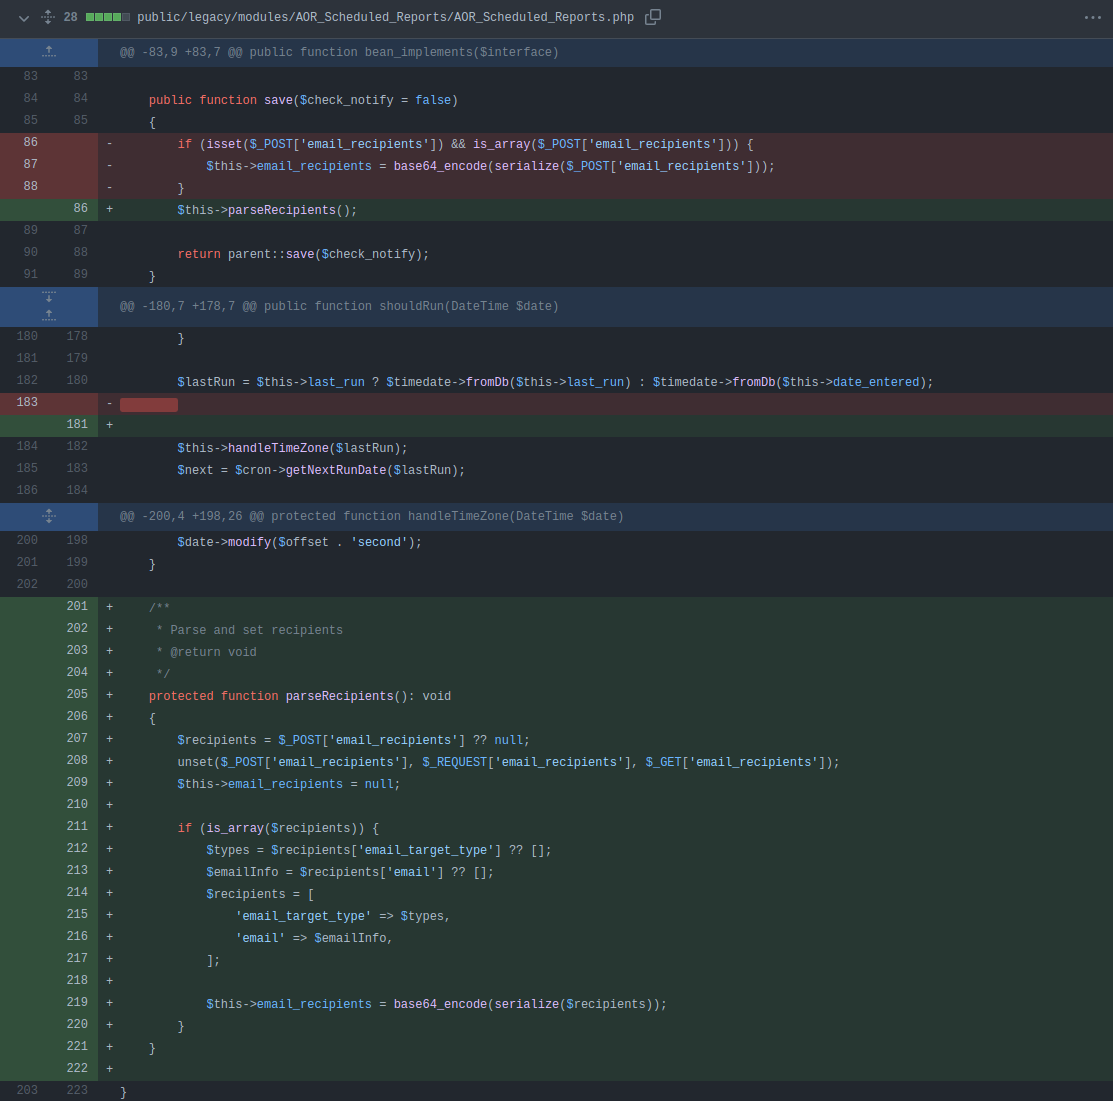 28 public/legacy/modules/AOR_Scheduled_Reports/AOR_Scheduled_Reports.php
@@ -83,9 +83,7 @@ public function bean_implements($interface)
83 83
84 84 public function save($check_notify = false)
85 85 {
86 - if (isset($_POST['email_recipients']) && is_array($_POST['email_recipients'])) {
87 - $this->email_recipients = base64_encode(serialize($_POST['email_recipients']));
88 - }
86 + $this->parseRecipients();
89 87
90 88 return parent::save($check_notify);
91 89 }
@@ -180,7 +178,7 @@ public function shouldRun(DateTime $date)
180 178 }
181 179
182 180 $lastRun = $this->last_run ? $timedate->fromDb($this->last_run) : $timedate->fromDb($this->date_entered);
183 -
181 +
184 182 $this->handleTimeZone($lastRun);
185 183 $next = $cron->getNextRunDate($lastRun);
186 184
@@ -200,4 +198,26 @@ protected function handleTimeZone(DateTime $date)
200 198 $date->modify($offset . 'second');
201 199 }
202 200
201 + /**
202 + * Parse and set recipients
203 + * @return void
204 + */
205 + protected function parseRecipients(): void
206 + {
207 + $recipients = $_POST['email_recipients'] ?? null;
208 + unset($_POST['email_recipients'], $_REQUEST['email_recipients'], $_GET['email_recipients']);
209 + $this->email_recipients = null;
210 +
211 + if (is_array($recipients)) {
212 + $types = $recipients['email_target_type'] ?? [];
213 + $emailInfo = $recipients['email'] ?? [];
214 + $recipients = [
215 + 'email_target_type' => $types,
216 + 'email' => $emailInfo,
217 + ];
218 +
219 + $this->email_recipients = base64_encode(serialize($recipients));
220 + }
221 + }
222 +
203 223 }